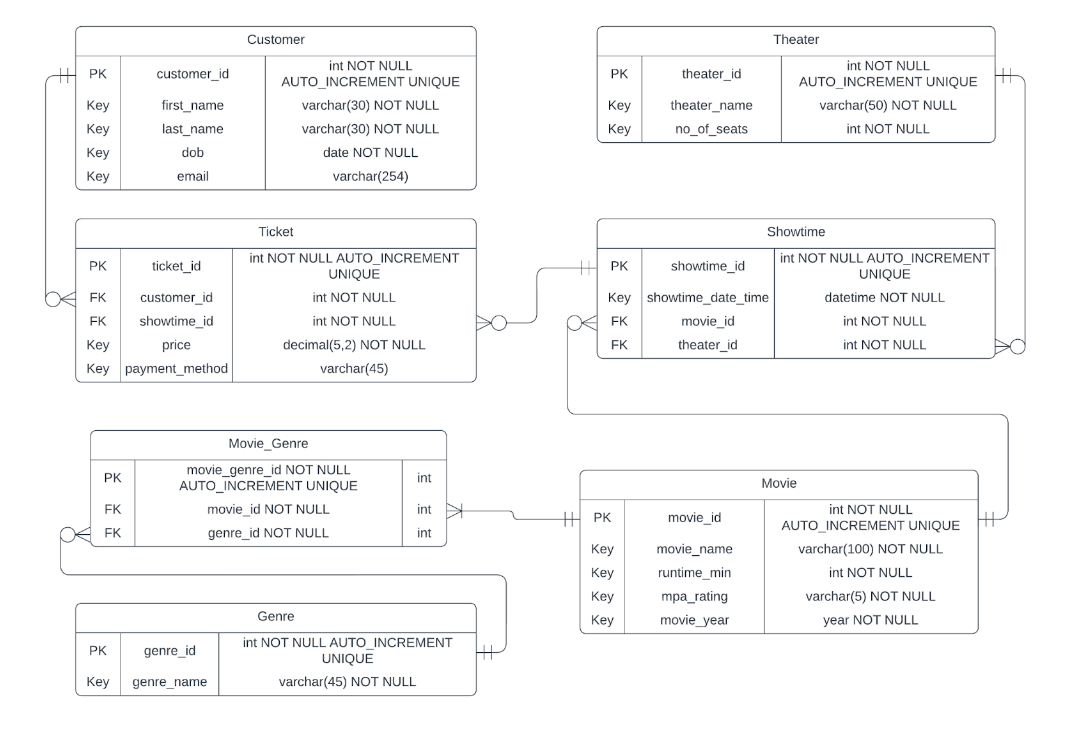 Customer
PK customer_id int NOT NULL
AUTO_INCREMENT UNIQUE
Key first_name varchar(30) NOT NULL
Key last_name varchar(30) NOT NULL
Key dob date NOT NULL
Key email varchar(254)
Theater
PK theater_id int NOT NULL
AUTO_INCREMENT UNIQUE
Key theater_name varchar(50) NOT NULL
Key no_of_seats int NOT NULL
Ticket
PK ticket_id int NOT NULL AUTO_INCREMENT
UNIQUE
FK customer_id int NOT NULL
FK showtime_id int NOT NULL
Key price decimal(5,2) NOT NULL
Key payment_method varchar(45)
Showtime
PK showtime_id int NOT NULL AUTO_INCREMENT
UNIQUE
Key showtime_date_time datetime NOT NULL
FK movie_id int NOT NULL
FK theater_id int NOT NULL
Movie_Genre
PK movie_genre_id NOT NULL int
AUTO_INCREMENT UNIQUE
FK movie_id NOT NULL int
FK genre_id NOT NULL int
Movie
PK movie_id int NOT NULL
AUTO_INCREMENT UNIQUE
Key movie_name varchar(100) NOT NULL
Key runtime_min int NOT NULL
Key mpa_rating varchar(5) NOT NULL
Key movie_year year NOT NULL
Genre
PK genre_id int NOT NULL AUTO_INCREMENT
UNIQUE
Key genre_name varchar(45) NOT NULL